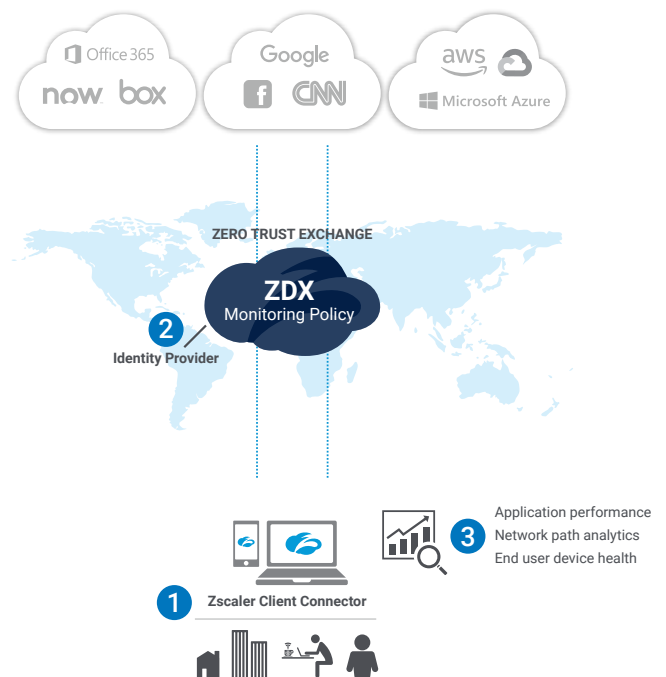 Office 365
now box
Google
f CNN
aws
Microsoft Azure
ZERO TRUST EXCHANGE
ZDX
Monitoring Policy
2
Identity Provider
Application performance
3 Network path analytics
End user device health
1 Zscaler Client Connector